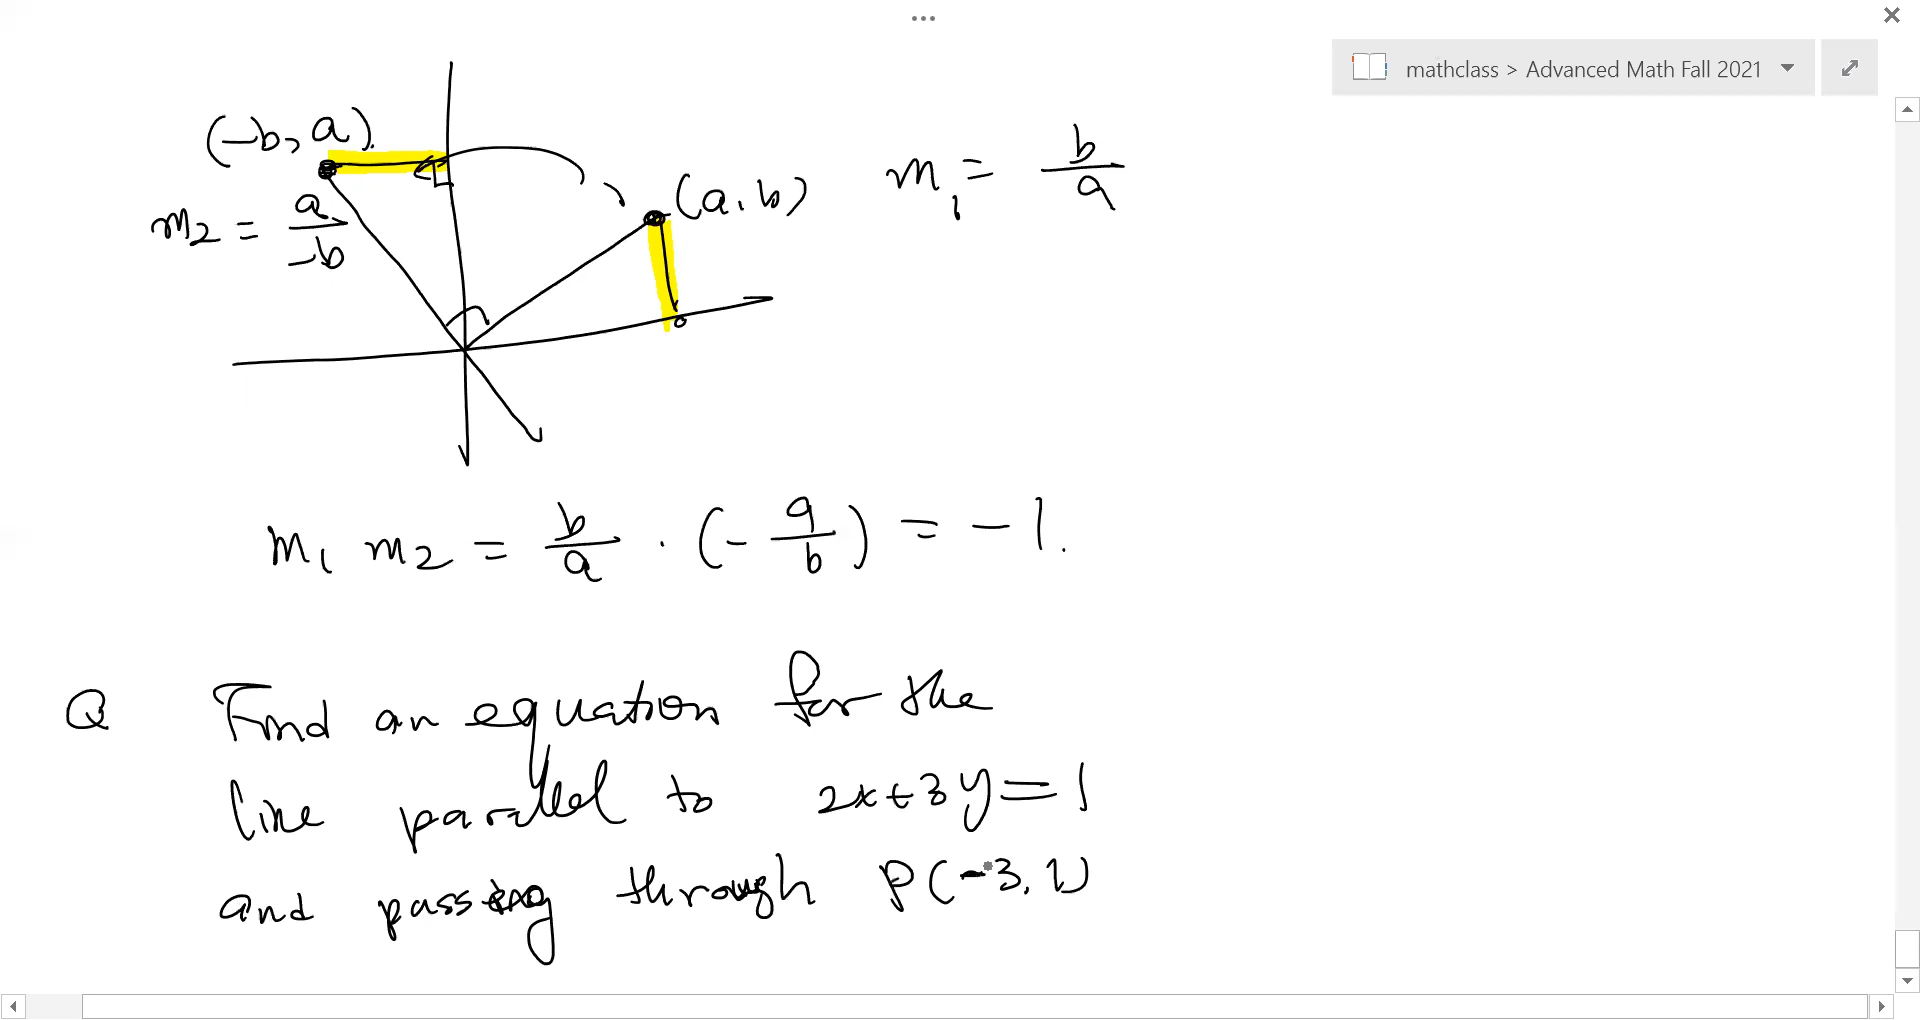 mathclass > Advanced Math Fall 2021
(-b, a)
(a, b)
m₁ = b/a
m₂ = a/-b
m₁ m₂ = b/a · (- a/b) = -1.
Q Find an equation for the
line parallel to 2x+3y=1
and passing through P(-3, 1)